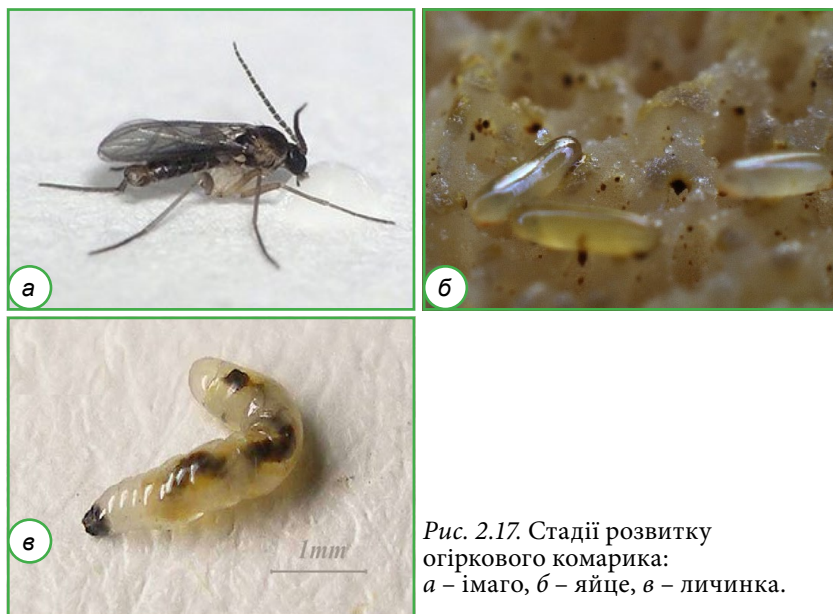 а
б
в
1mm
Рис. 2.17. Стадії розвитку
огіркового комарика:
а – імаго, б – яйце, в – личинка.